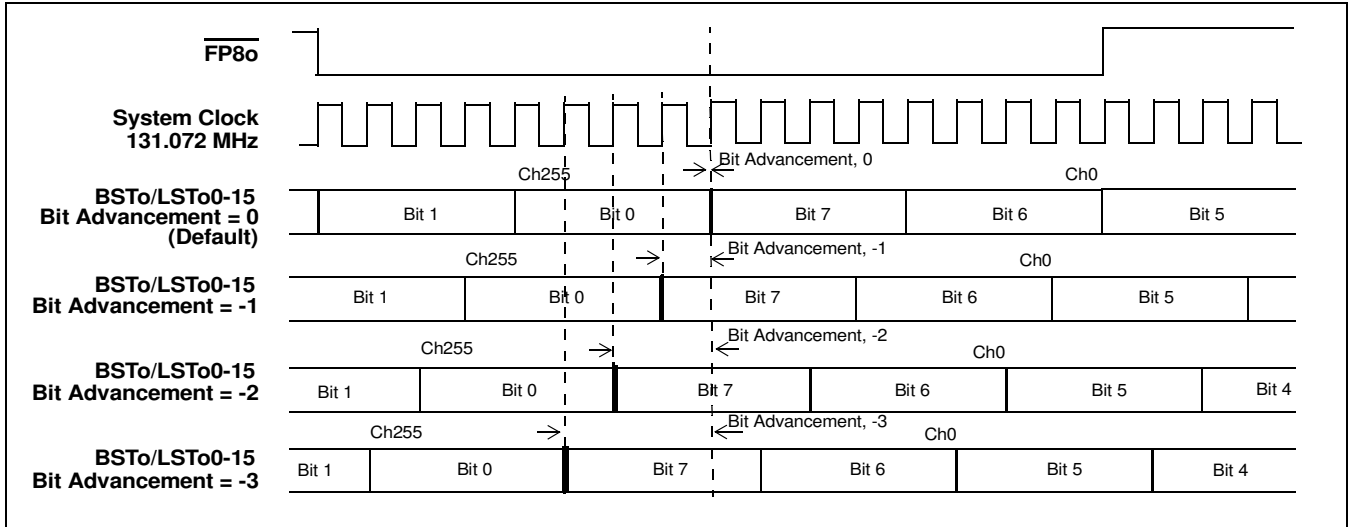 FP8o
System Clock
131.072 MHz
Bit Advancement, 0
Ch255
Ch0
BSTo/LSTo0-15
Bit Advancement = 0
(Default)
Bit 1
Bit 0
Bit 7
Bit 6
Bit 5
Bit Advancement, -1
Ch255
Ch0
BSTo/LSTo0-15
Bit Advancement = -1
Bit 1
Bit 0
Bit 7
Bit 6
Bit 5
Bit Advancement, -2
Ch255
Ch0
BSTo/LSTo0-15
Bit Advancement = -2
Bit 1
Bit 0
Bit 7
Bit 6
Bit 5
Bit 4
Bit Advancement, -3
Ch255
Ch0
BSTo/LSTo0-15
Bit Advancement = -3
Bit 1
Bit 0
Bit 7
Bit 6
Bit 5
Bit 4